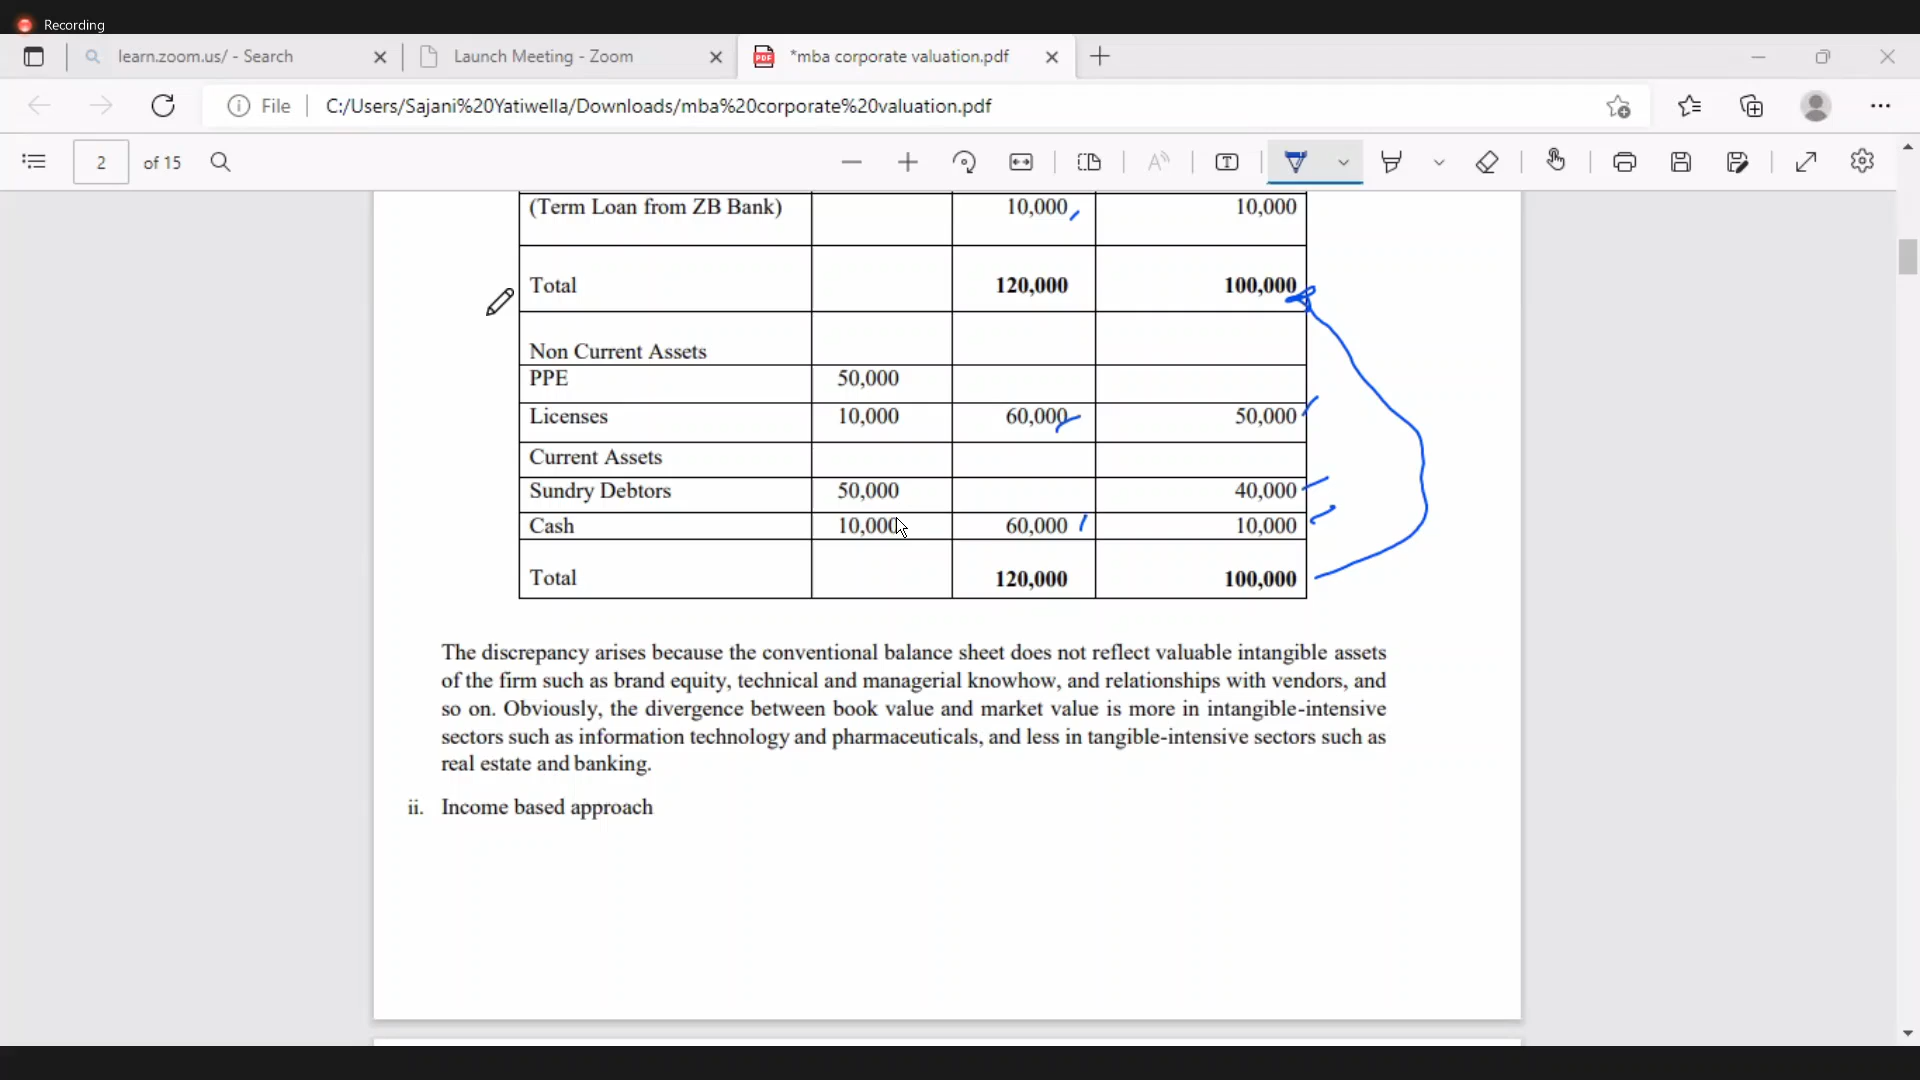 Recording
learn.zoom.us/ - Search
Launch Meeting - Zoom
PDF *mba corporate valuation.pdf
File C:/Users/Sajani%20Yatiwella/Downloads/mba%20corporate%20valuation.pdf
2 of 15
(Term Loan from ZB Bank) 10,000 10,000
Total 120,000 100,000
Non Current Assets
PPE 50,000
Licenses 10,000 60,000 50,000
Current Assets
Sundry Debtors 50,000 40,000
Cash 10,000 60,000 10,000
Total 120,000 100,000
The discrepancy arises because the conventional balance sheet does not reflect valuable intangible assets
of the firm such as brand equity, technical and managerial knowhow, and relationships with vendors, and
so on. Obviously, the divergence between book value and market value is more in intangible-intensive
sectors such as information technology and pharmaceuticals, and less in tangible-intensive sectors such as
real estate and banking.
ii. Income based approach